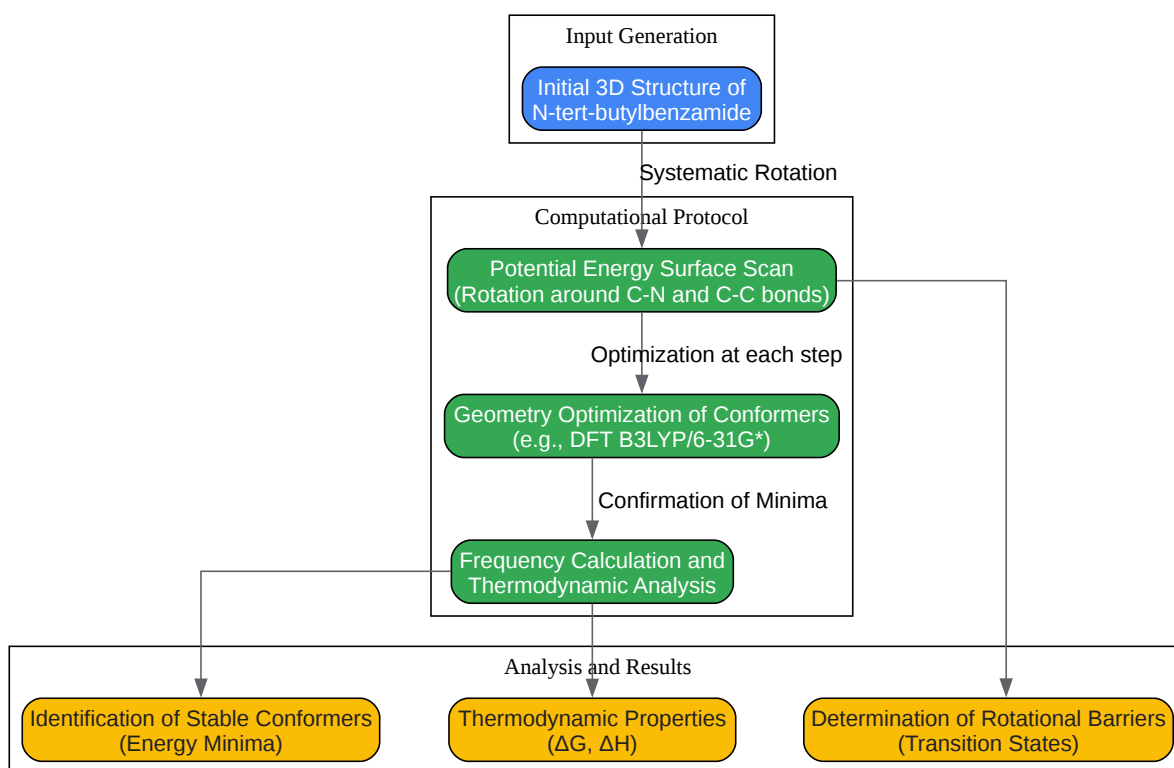 Input Generation
Initial 3D Structure of
N-tert-butylbenzamide
Systematic Rotation
Computational Protocol
Potential Energy Surface Scan
(Rotation around C-N and C-C bonds)
Optimization at each step
Geometry Optimization of Conformers
(e.g., DFT B3LYP/6-31G*)
Confirmation of Minima
Frequency Calculation and
Thermodynamic Analysis
Analysis and Results
Identification of Stable Conformers
(Energy Minima)
Thermodynamic Properties
(ΔG, ΔH)
Determination of Rotational Barriers
(Transition States)